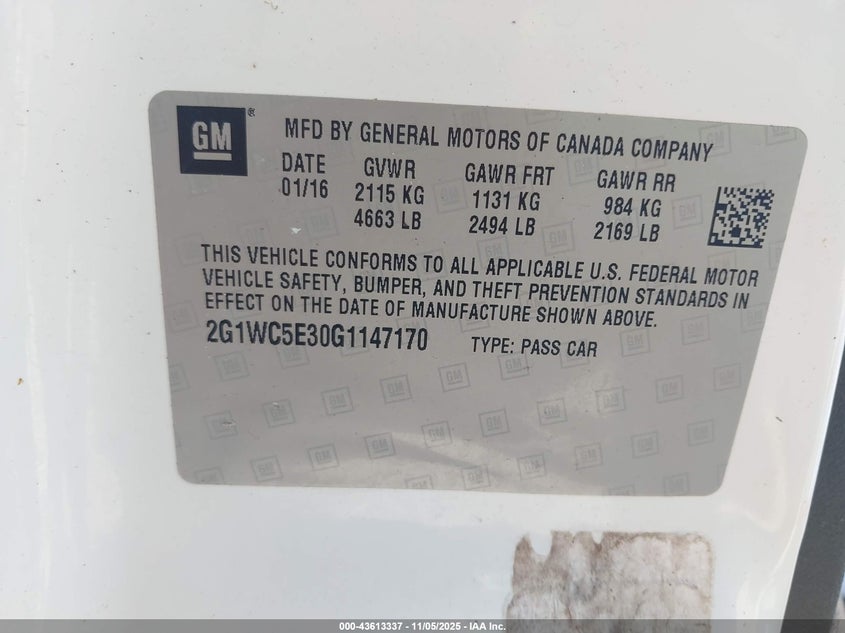 GM ®
MFD BY GENERAL MOTORS OF CANADA COMPANY
DATE GVWR GAWR FRT GAWR RR
01/16 2115 KG 1131 KG 984 KG
4663 LB 2494 LB 2169 LB
THIS VEHICLE CONFORMS TO ALL APPLICABLE U.S. FEDERAL MOTOR
VEHICLE SAFETY, BUMPER, AND THEFT PREVENTION STANDARDS IN
EFFECT ON THE DATE OF MANUFACTURE SHOWN ABOVE.
2G1WC5E30G1147170 TYPE: PASS CAR
000-43613337 - 11/05/2025 - IAA Inc.